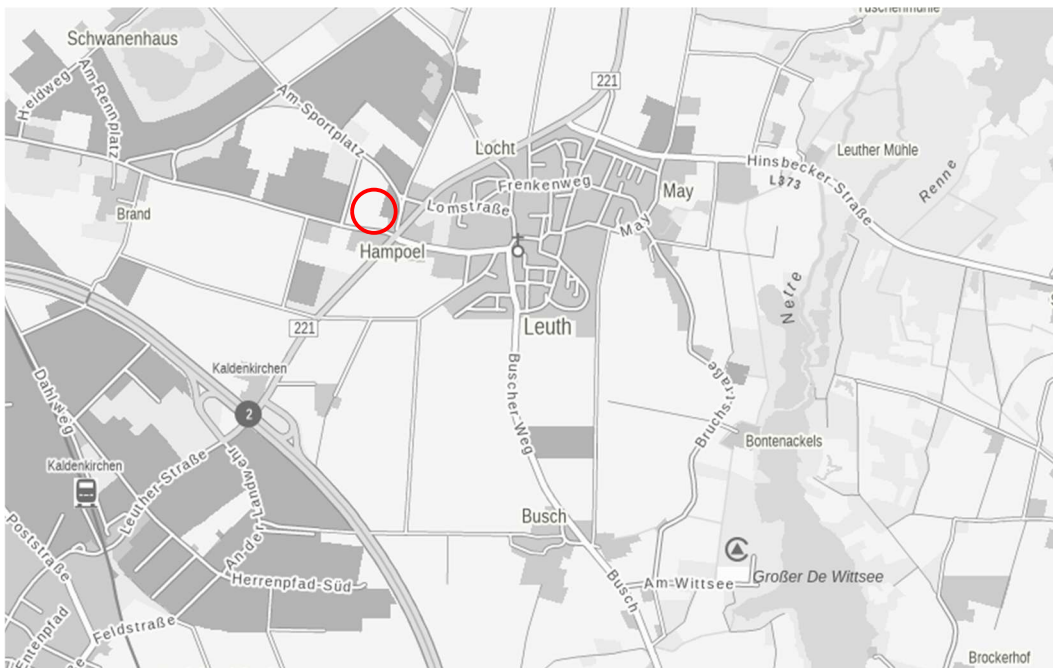 Tuschenmühle
Schwanenhaus
Heidweg
Am-Rennplatz
Am-Sportplatz
221
Locht
Hinsbecker-Straße
L373
Leuther Mühle
Renne
Frenkenweg
May
Lomstraße
May
Brand
Hampoel
Nette
Leuth
221
Kaldenkirchen
2
Buscher-Weg
Bruchstraße
Dahlweg
Bontenackels
Kaldenkirchen
Leuther-Straße
An-der-Landwehr
Busch
Poststraße
Herrenpfad-Süd
Am-Wittsee
Großer De Wittsee
Busch
Entenpfad
Feldstraße
Brockerhof